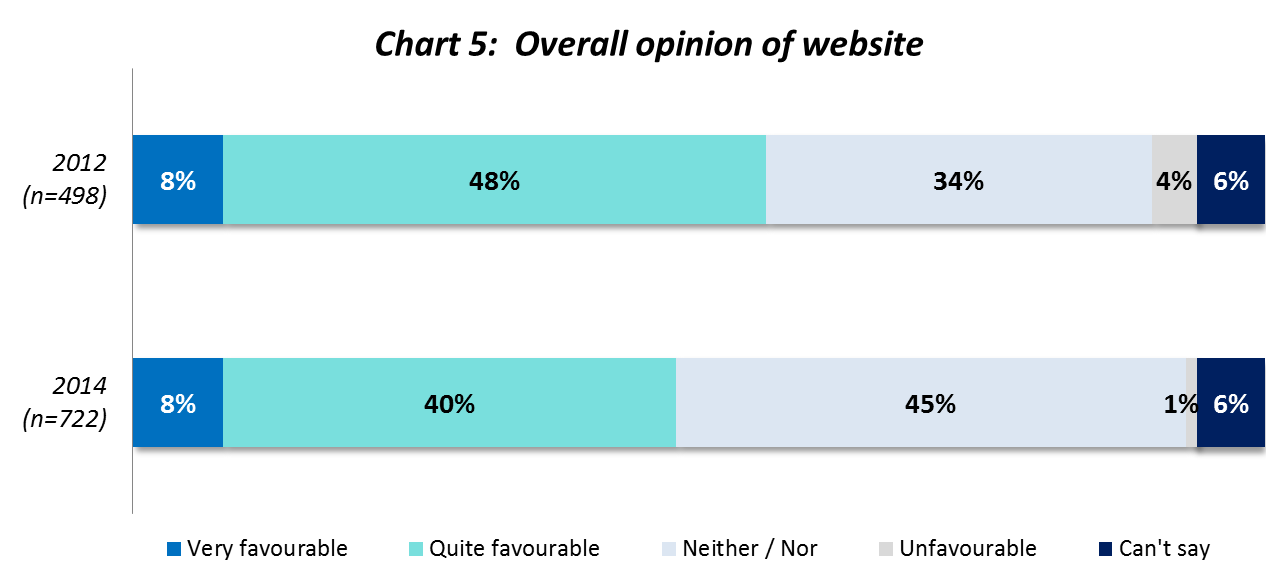 Chart 5:  Overall opinion of website
2012
(n=498)
8% 48% 34% 4% 6%
2014
(n=722)
8% 40% 45% 1% 6%
Very favourable Quite favourable Neither / Nor Unfavourable Can't say